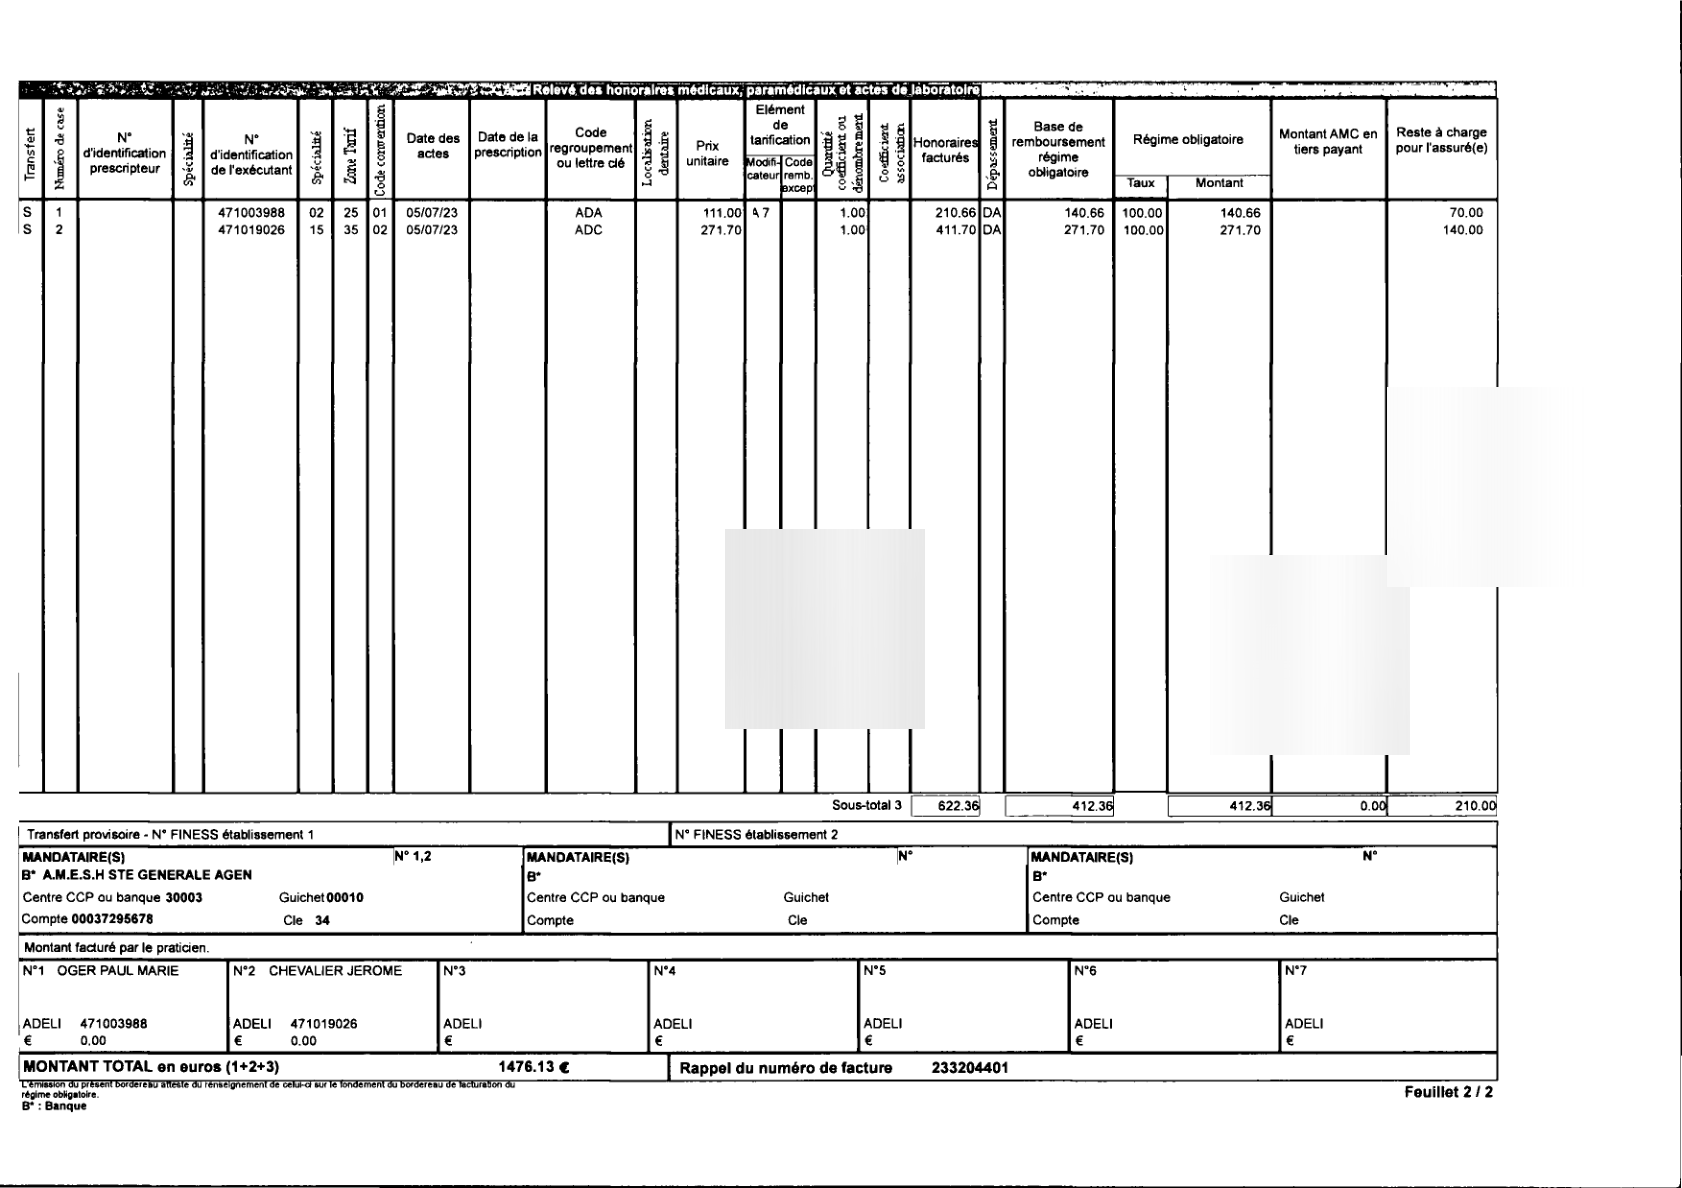 Relevé des honoraires médicaux, paramédicaux et actes de laboratoire
Transfert
Numéro de case
N° d'identification prescripteur
Spécialité
N° d'identification de l'exécutant
Spécialité
Zone Tarif
Code convention
Date des actes
Date de la prescription
Code regroupement ou lettre clé
Localisation dentaire
Prix unitaire
Elément de tarification
Modifi-cateur
Code remb. except
Quantité coefficient ou dénombrement
Coefficient association
Honoraires facturés
Dépassement
Base de remboursement régime obligatoire
Régime obligatoire
Taux
Montant
Montant AMC en tiers payant
Reste à charge pour l'assuré(e)
S 1 471003988 02 25 01 05/07/23 ADA 111.00 A 7 1.00 210.66 DA 140.66 100.00 140.66 70.00
S 2 471019026 15 35 02 05/07/23 ADC 271.70 1.00 411.70 DA 271.70 100.00 271.70 140.00
Sous-total 3 622.36 412.36 412.36 0.00 210.00
Transfert provisoire - N° FINESS établissement 1 N° FINESS établissement 2
MANDATAIRE(S) N° 1,2 MANDATAIRE(S) N° MANDATAIRE(S) N°
B* A.M.E.S.H STE GENERALE AGEN B* B*
Centre CCP ou banque 30003 Guichet 00010 Centre CCP ou banque Guichet Centre CCP ou banque Guichet
Compte 00037295678 Cle 34 Compte Cle Compte Cle
Montant facturé par le praticien.
N°1 OGER PAUL MARIE N°2 CHEVALIER JEROME N°3 N°4 N°5 N°6 N°7
ADELI 471003988 ADELI 471019026 ADELI ADELI ADELI ADELI ADELI
€ 0.00 € 0.00 € € € € €
MONTANT TOTAL en euros (1+2+3) 1476.13 € Rappel du numéro de facture 233204401
L'émission du présent bordereau atteste du renseignement de celui-ci sur le fondement du bordereau de facturation du
régime obligatoire.
B* : Banque
Feuillet 2 / 2